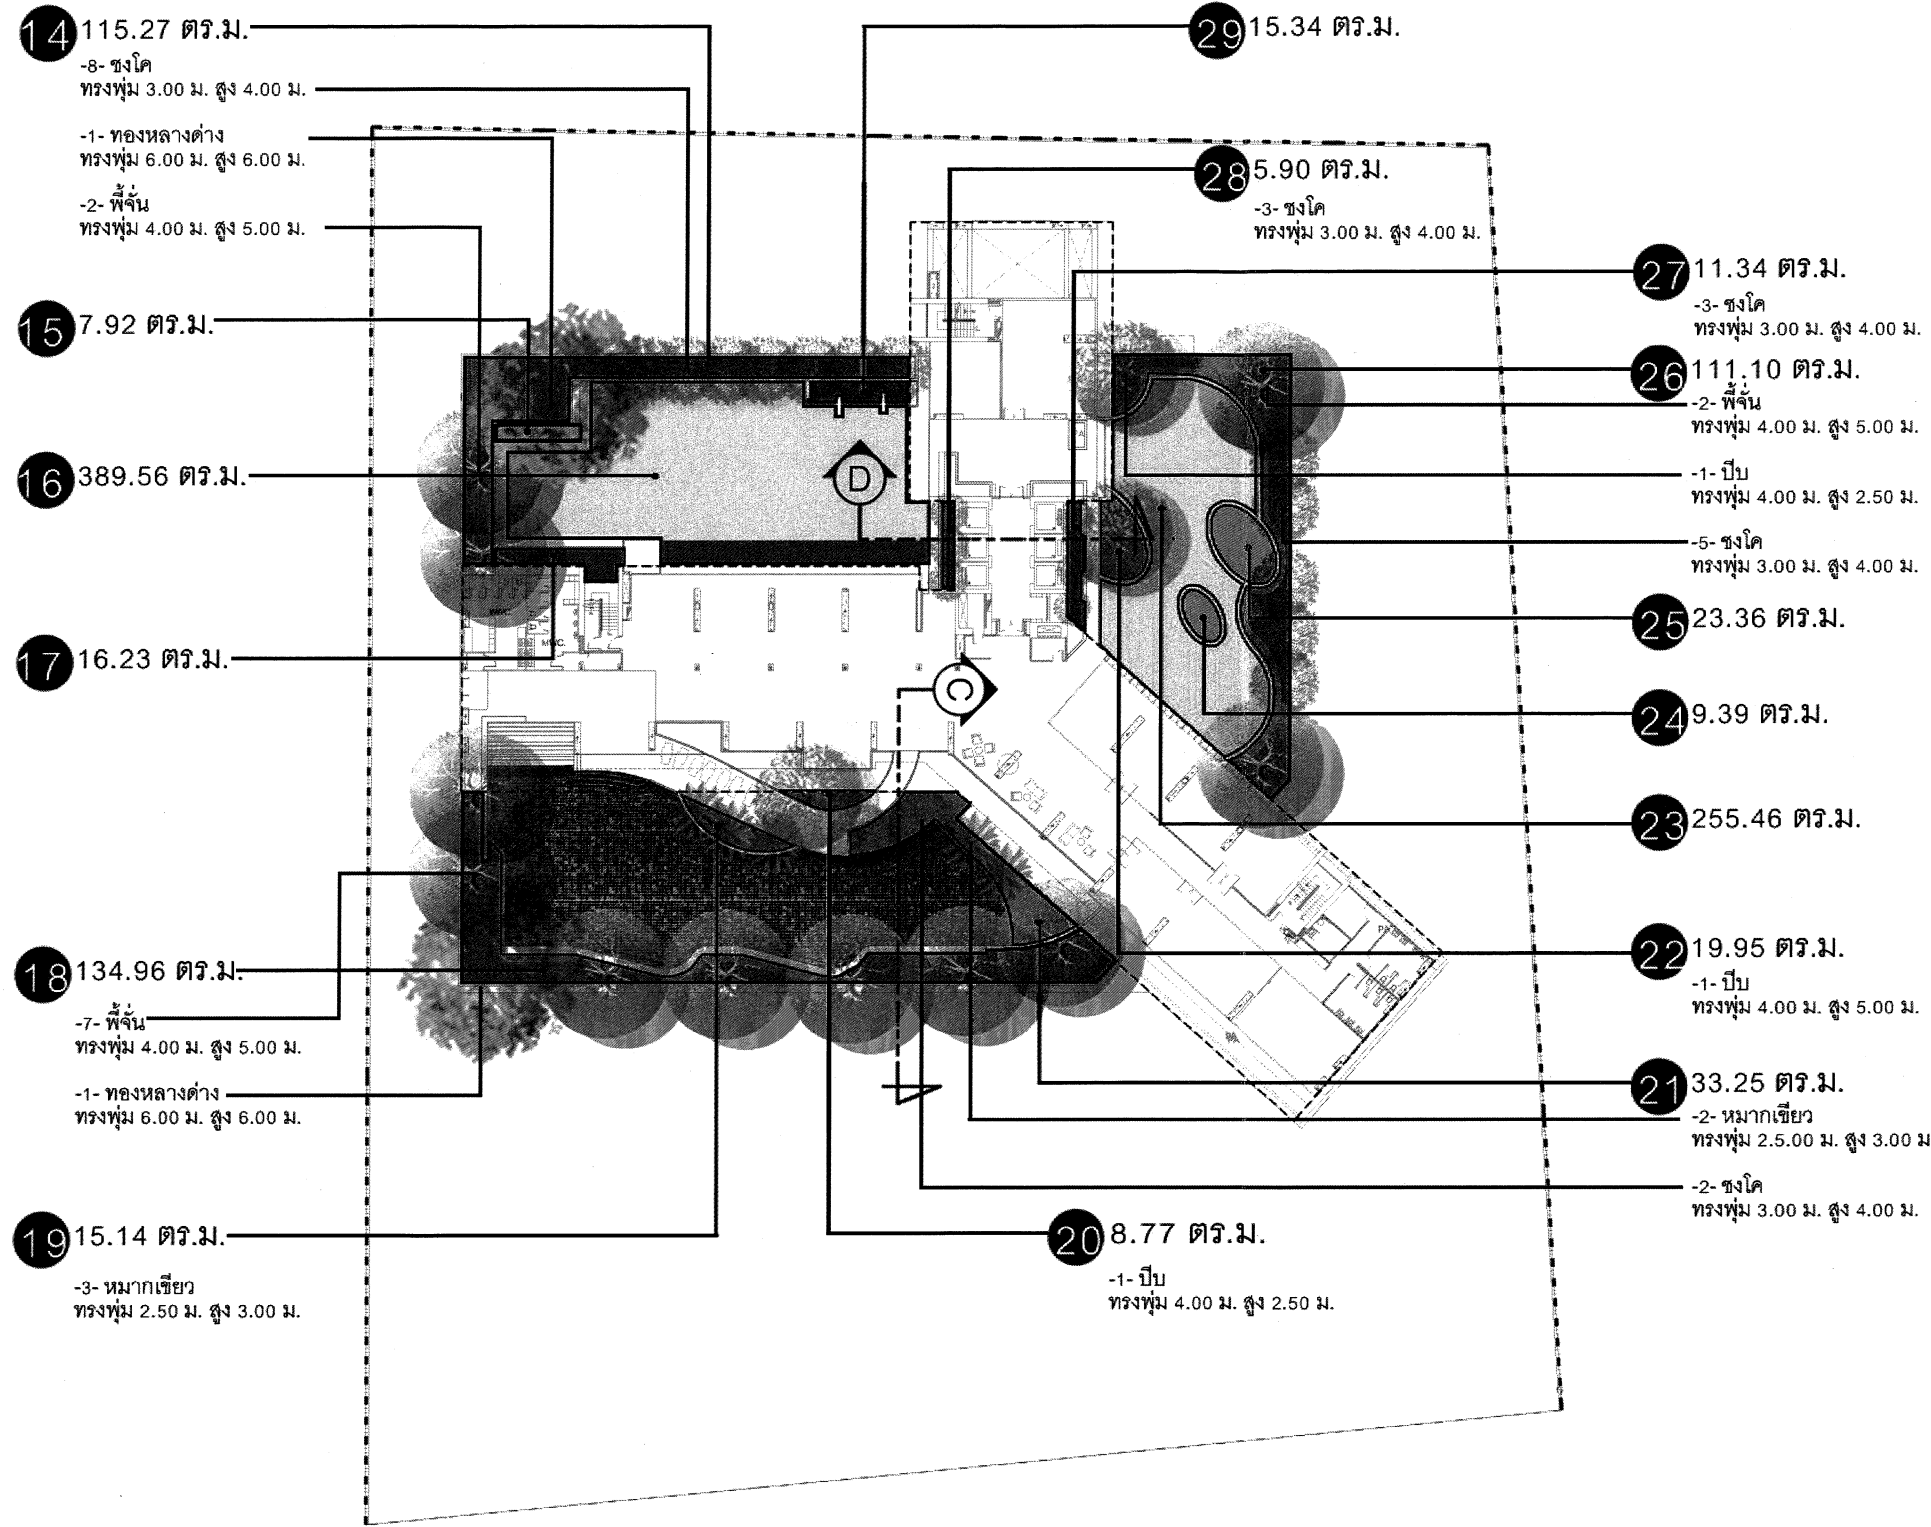 14 115.27 ตร.ม.
-8- ชงโค
ทรงพุ่ม 3.00 ม. สูง 4.00 ม.
-1- ทองหลางด่าง
ทรงพุ่ม 6.00 ม. สูง 6.00 ม.
-2- พี้จั่น
ทรงพุ่ม 4.00 ม. สูง 5.00 ม.
15 7.92 ตร.ม.
16 389.56 ตร.ม.
17 16.23 ตร.ม.
18 134.96 ตร.ม.
-7- พี้จั่น
ทรงพุ่ม 4.00 ม. สูง 5.00 ม.
-1- ทองหลางด่าง
ทรงพุ่ม 6.00 ม. สูง 6.00 ม.
19 15.14 ตร.ม.
-3- หมากเขียว
ทรงพุ่ม 2.50 ม. สูง 3.00 ม.
D
C
20 8.77 ตร.ม.
-1- ปีบ
ทรงพุ่ม 4.00 ม. สูง 2.50 ม.
29 15.34 ตร.ม.
28 5.90 ตร.ม.
-3- ชงโค
ทรงพุ่ม 3.00 ม. สูง 4.00 ม.
27 11.34 ตร.ม.
-3- ชงโค
ทรงพุ่ม 3.00 ม. สูง 4.00 ม.
26 111.10 ตร.ม.
-2- พี้จั่น
ทรงพุ่ม 4.00 ม. สูง 5.00 ม.
-1- ปีบ
ทรงพุ่ม 4.00 ม. สูง 2.50 ม.
-5- ชงโค
ทรงพุ่ม 3.00 ม. สูง 4.00 ม.
25 23.36 ตร.ม.
24 9.39 ตร.ม.
23 255.46 ตร.ม.
22 19.95 ตร.ม.
-1- ปีบ
ทรงพุ่ม 4.00 ม. สูง 5.00 ม.
21 33.25 ตร.ม.
-2- หมากเขียว
ทรงพุ่ม 2.5.00 ม. สูง 3.00 ม
-2- ชงโค
ทรงพุ่ม 3.00 ม. สูง 4.00 ม.